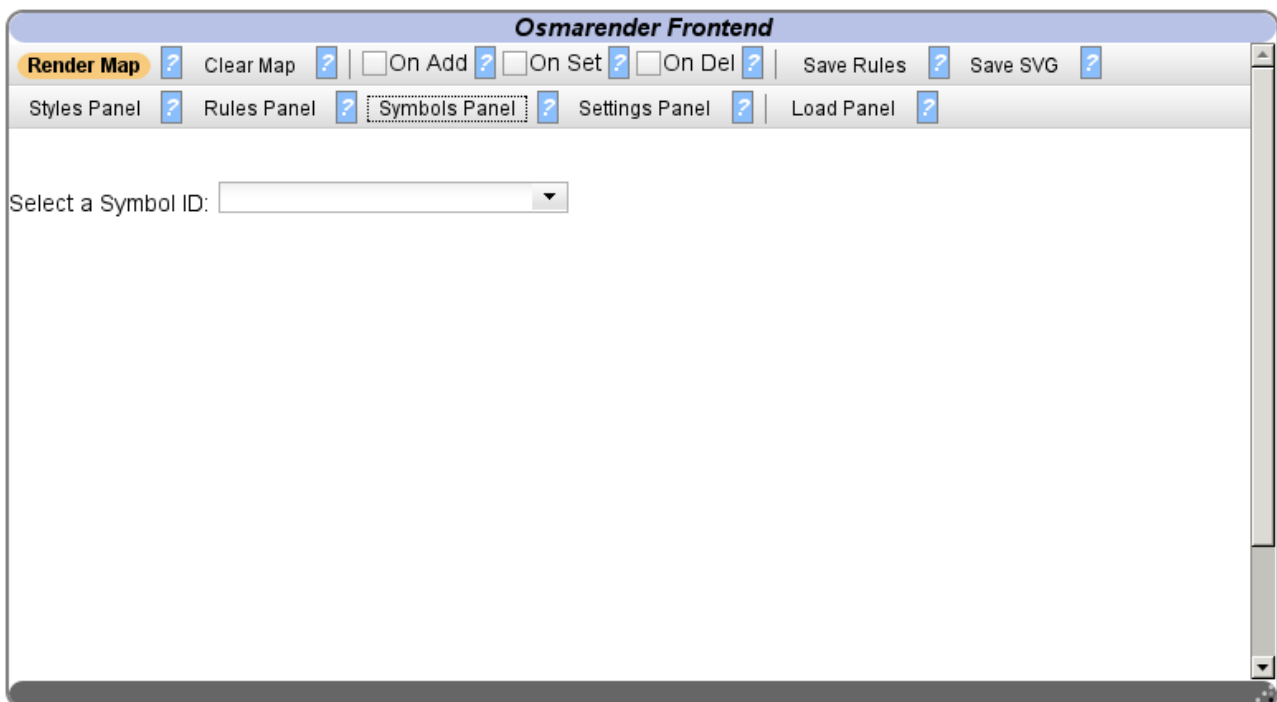 Osmarender Frontend
Render Map ? Clear Map ? On Add ? On Set ? On Del ? Save Rules ? Save SVG ?
Styles Panel ? Rules Panel ? Symbols Panel ? Settings Panel ? Load Panel ?
Select a Symbol ID: